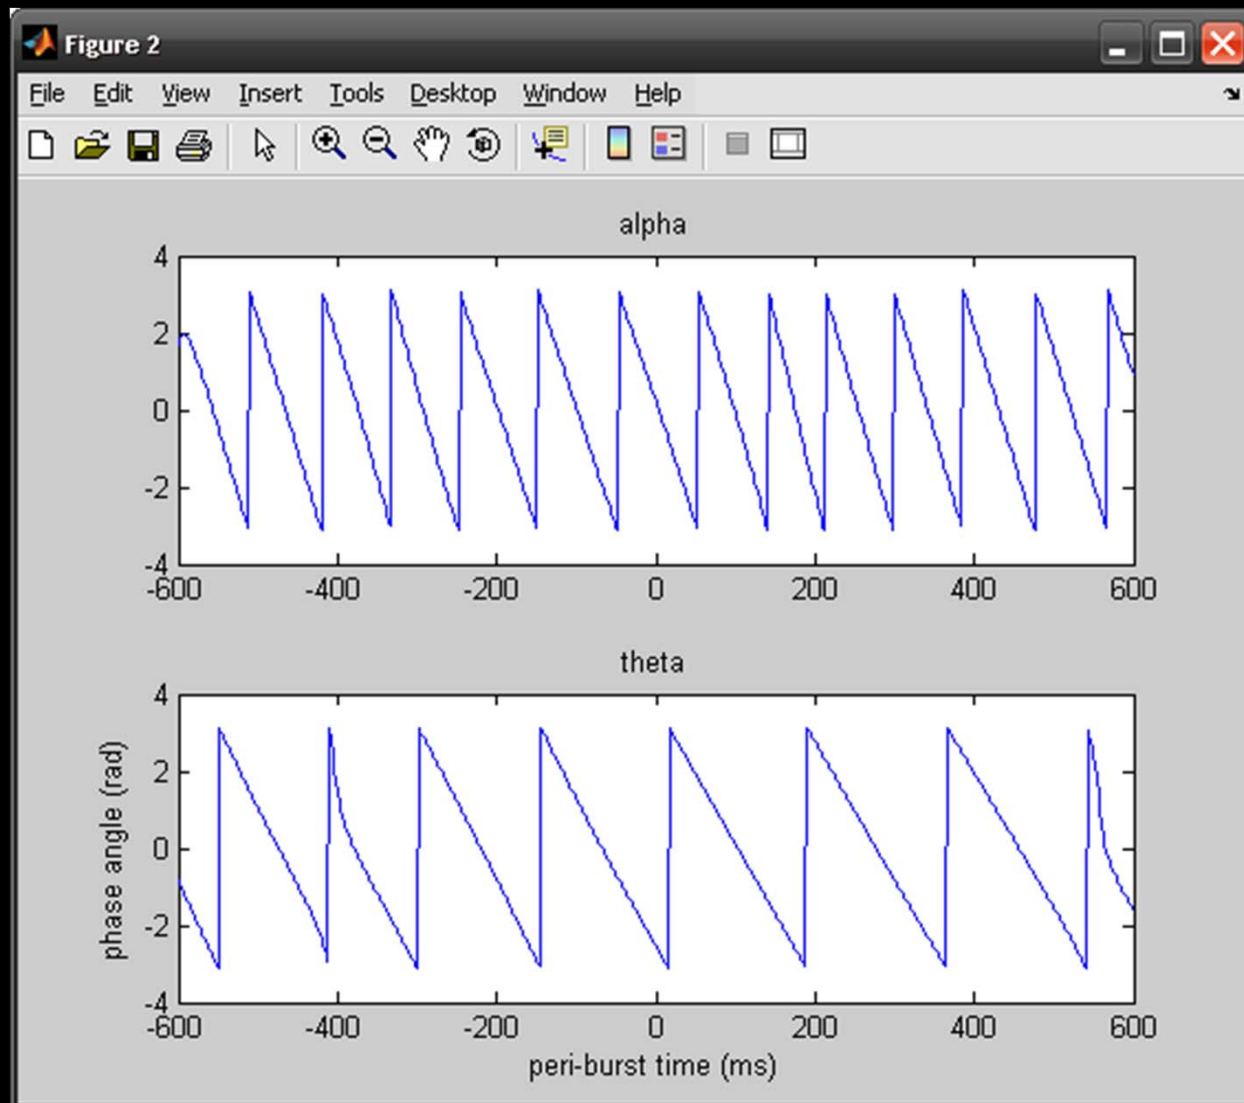 Figure 2
File Edit View Insert Tools Desktop Window Help
alpha
4
2
0
-2
-4
-600 -400 -200 0 200 400 600
theta
4
2
0
-2
-4
phase angle (rad)
-600 -400 -200 0 200 400 600
peri-burst time (ms)